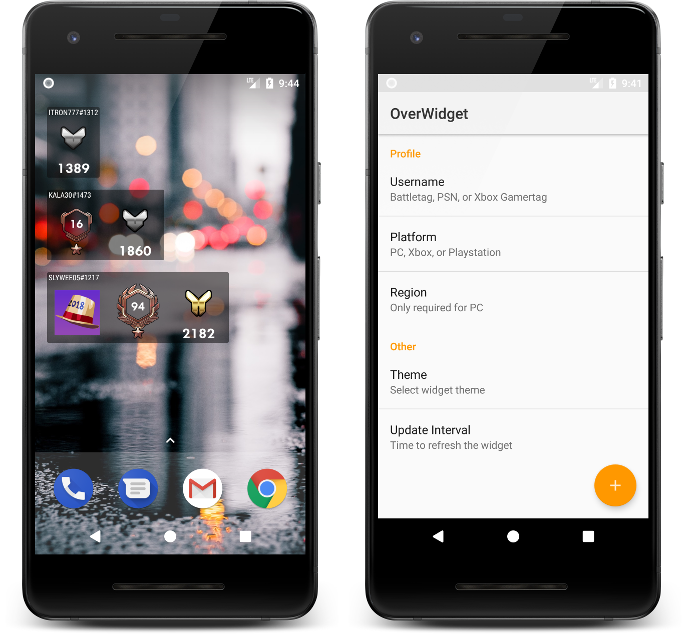 LTE 9:44
ITRON777#1312
1389
KALA30#1473
16
1860
SLYWEE05#1217
2018
94
2182
LTE 9:41
OverWidget
Profile
Username
Battletag, PSN, or Xbox Gamertag
Platform
PC, Xbox, or Playstation
Region
Only required for PC
Other
Theme
Select widget theme
Update Interval
Time to refresh the widget
+